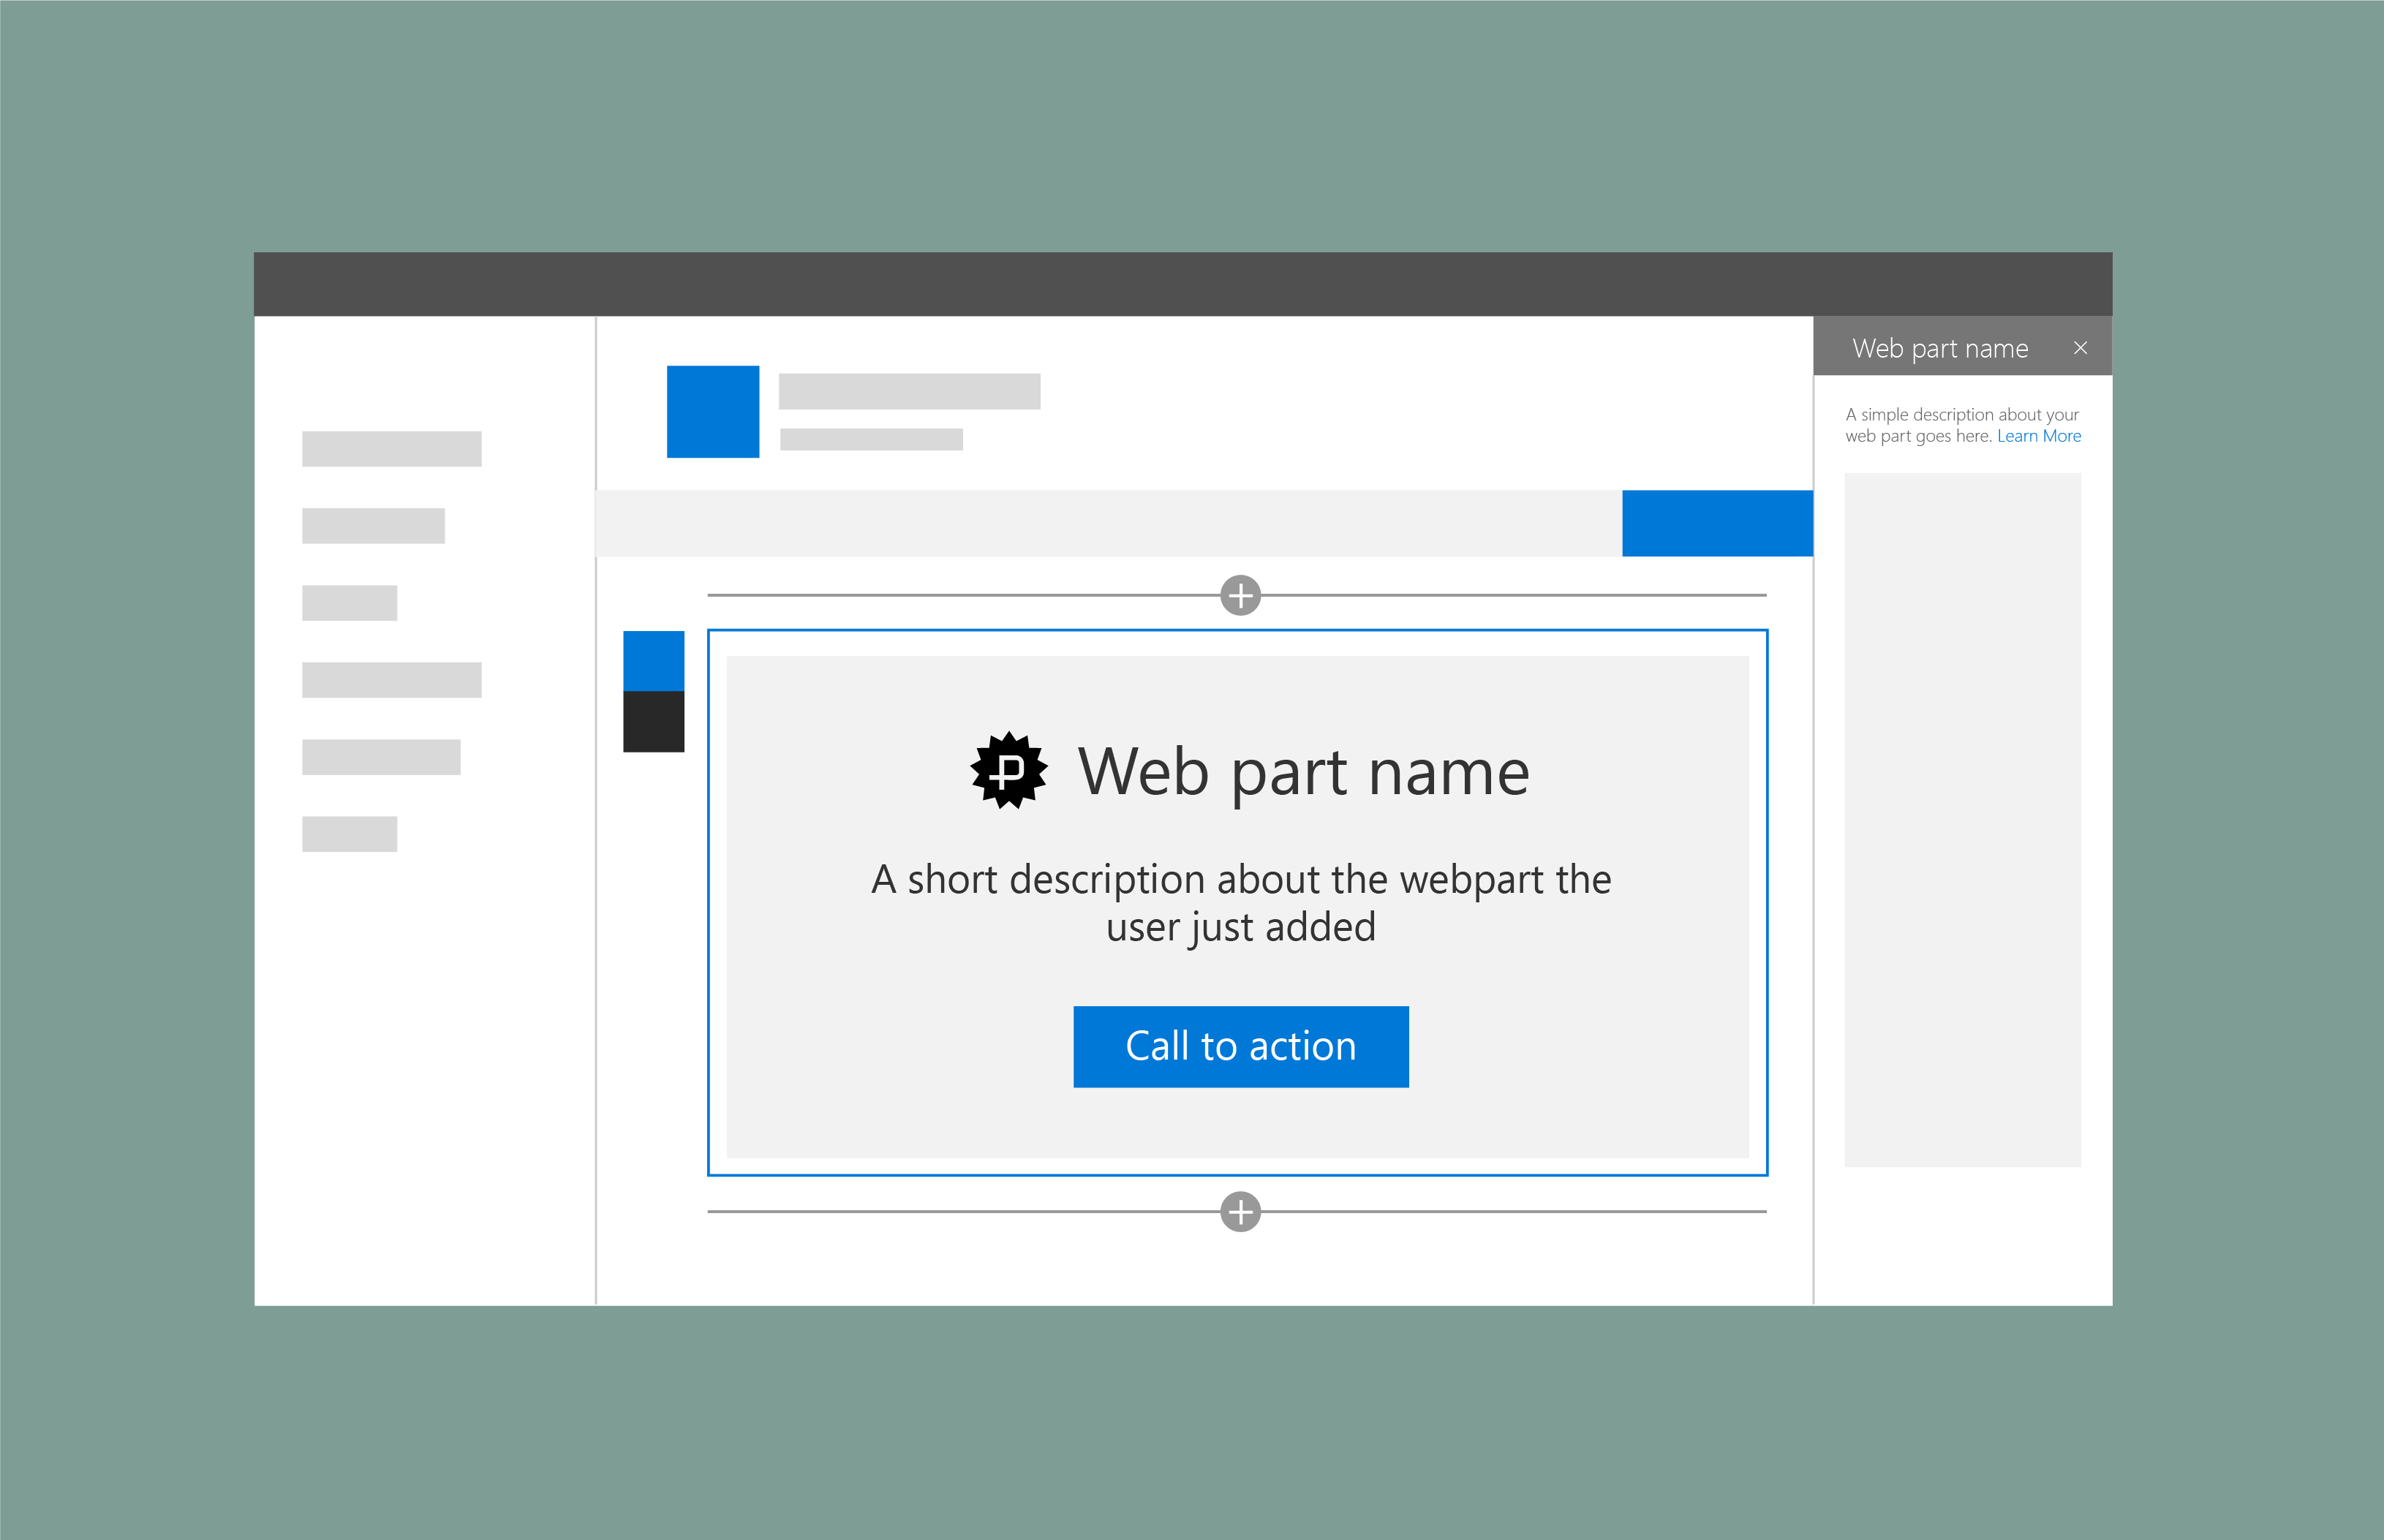 Web part name
A simple description about your
web part goes here. Learn More
Web part name
A short description about the webpart the
user just added
Call to action